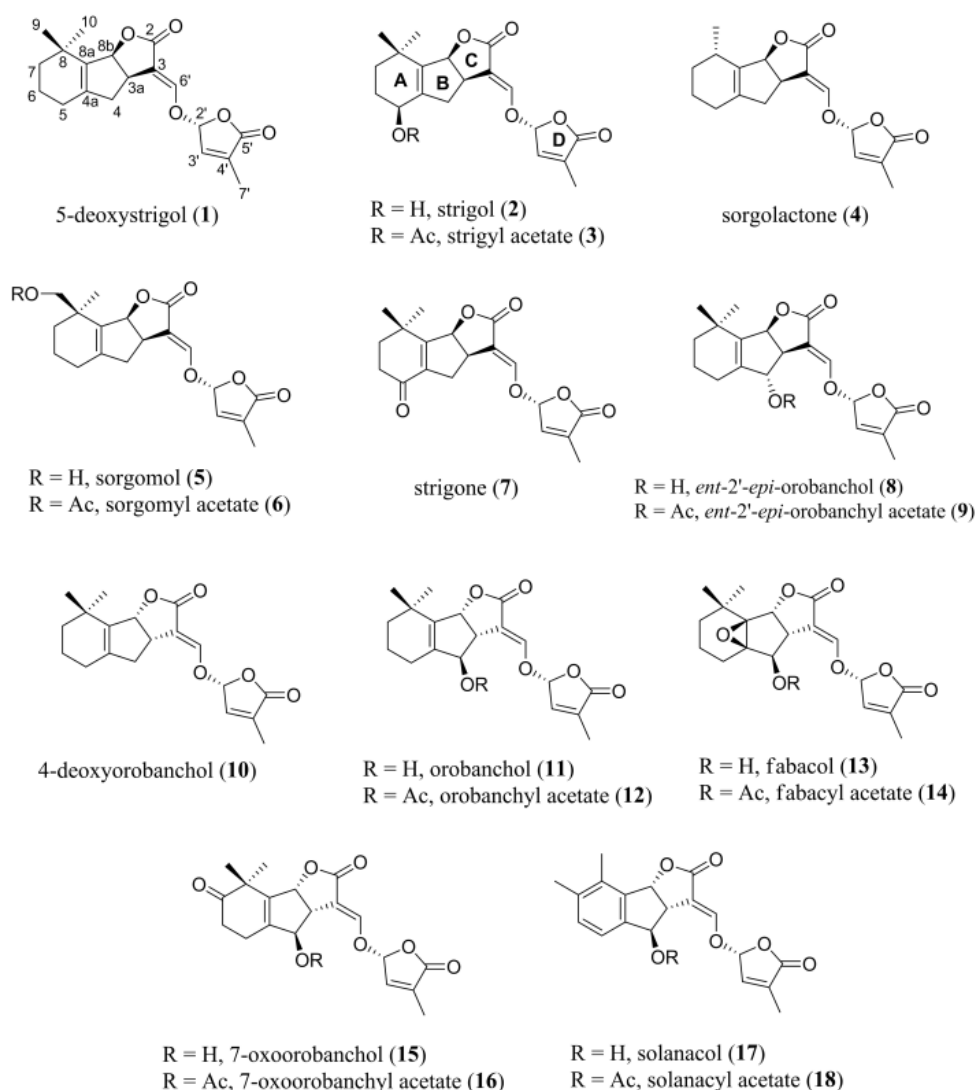 9
10
8b
O
2
O
8
8a
7
3
3a
6'
6
4a
4
5
O
2'
O
O
3'
5'
4'
7'
5-deoxystrigol (1)
O
O
A
B
C
OR
O
O
O
D
R = H, strigol (2)
R = Ac, strigyl acetate (3)
O
O
O
O
O
sorgolactone (4)
RO
O
O
O
O
O
R = H, sorgomol (5)
R = Ac, sorgomyl acetate (6)
O
O
O
O
O
O
strigone (7)
O
O
OR
O
O
O
R = H, ent-2'-epi-orobanchol (8)
R = Ac, ent-2'-epi-orobanchyl acetate (9)
O
O
O
O
O
4-deoxyorobanchol (10)
O
O
OR
O
O
O
R = H, orobanchol (11)
R = Ac, orobanchyl acetate (12)
O
O
O
OR
O
O
O
R = H, fabacol (13)
R = Ac, fabacyl acetate (14)
O
O
O
OR
O
O
O
R = H, 7-oxoorobanchol (15)
R = Ac, 7-oxoorobanchyl acetate (16)
O
O
OR
O
O
O
R = H, solanacol (17)
R = Ac, solanacyl acetate (18)